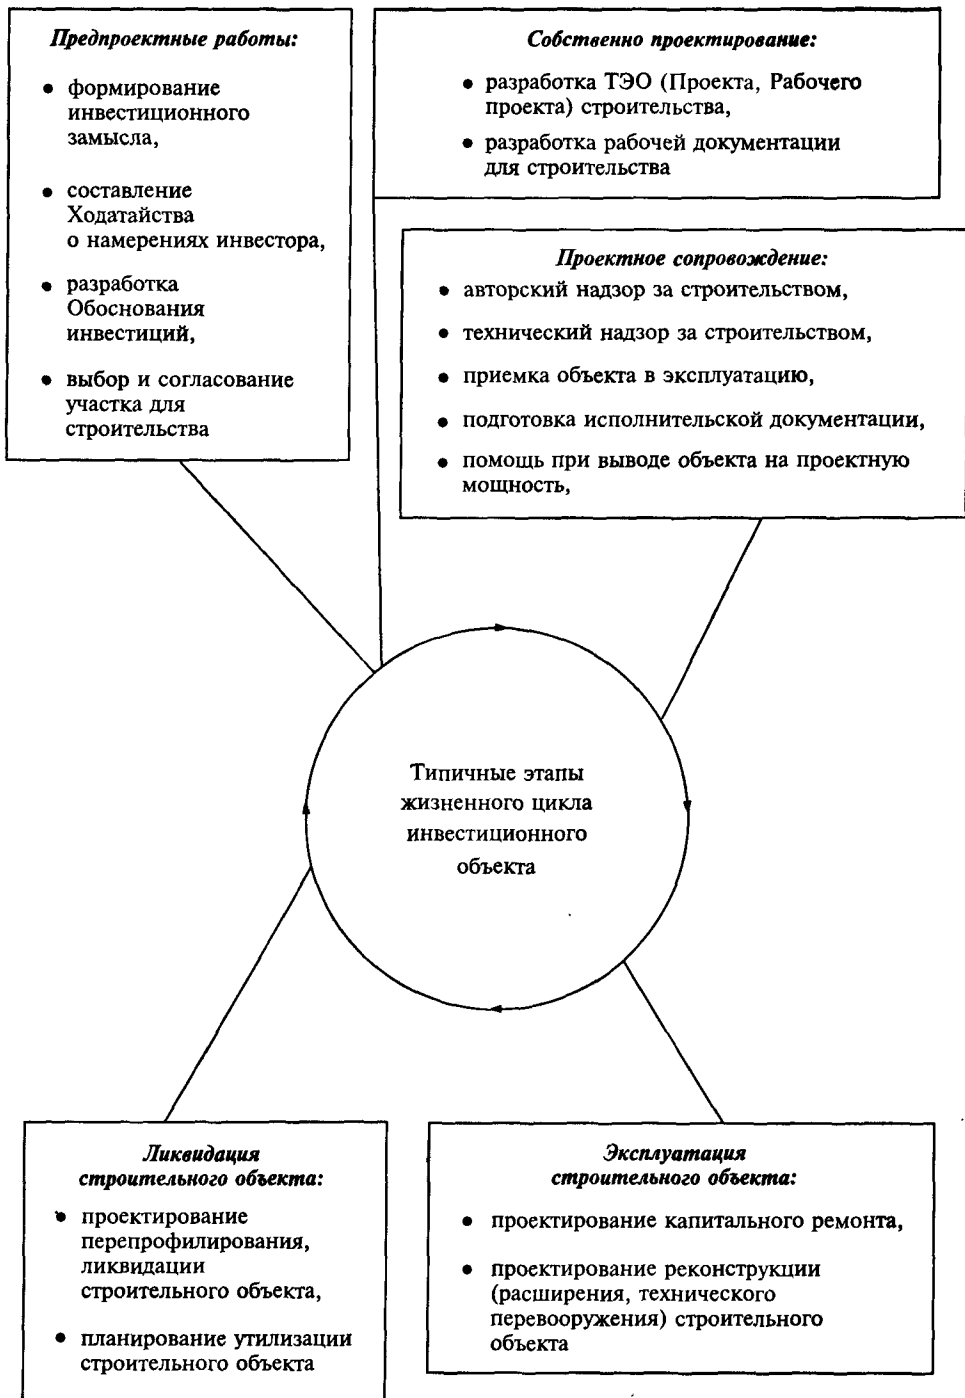 Предпроектные работы:
● формирование
инвестиционного
замысла,
● составление
Ходатайства
о намерениях инвестора,
● разработка
Обоснования
инвестиций,
● выбор и согласование
участка для
строительства
Собственно проектирование:
● разработка ТЭО (Проекта, Рабочего
проекта) строительства,
● разработка рабочей документации
для строительства
Проектное сопровождение:
● авторский надзор за строительством,
● технический надзор за строительством,
● приемка объекта в эксплуатацию,
● подготовка исполнительской документации,
● помощь при выводе объекта на проектную
мощность,
Типичные этапы
жизненного цикла
инвестиционного
объекта
Ликвидация
строительного объекта:
● проектирование
перепрофилирования,
ликвидации
строительного объекта,
● планирование утилизации
строительного объекта
Эксплуатация
строительного объекта:
● проектирование капитального ремонта,
● проектирование реконструкции
(расширения, технического
перевооружения) строительного
объекта